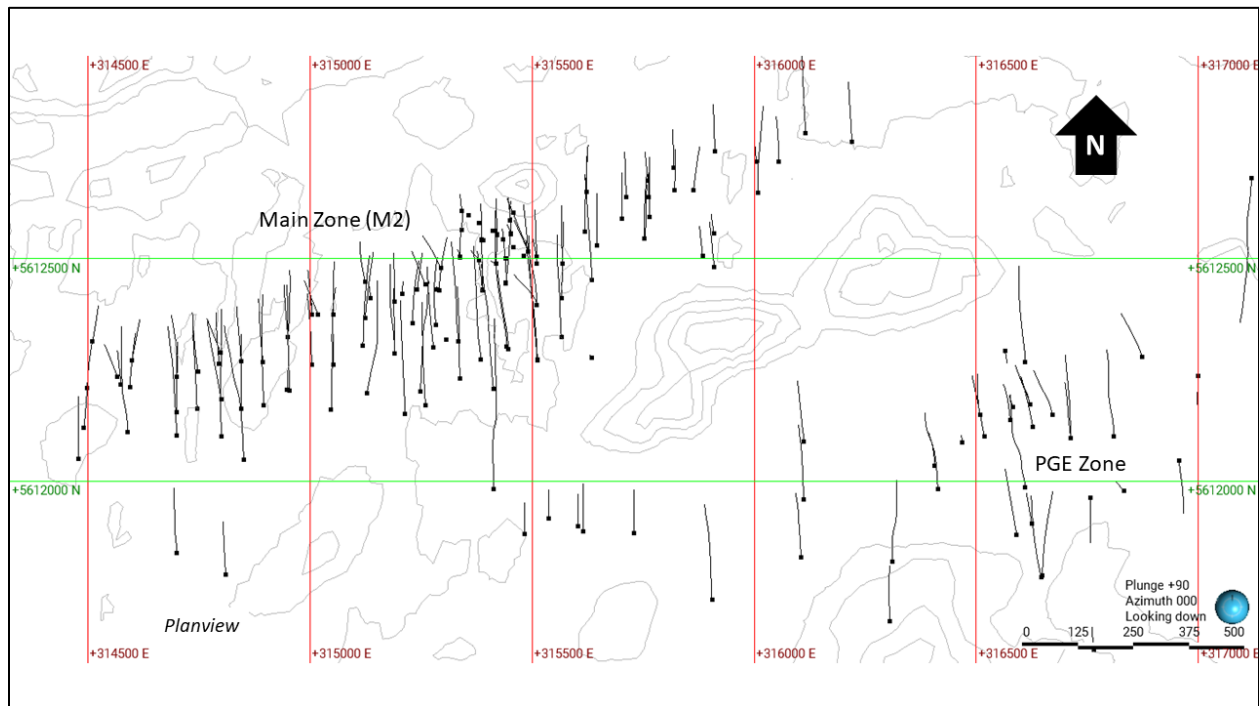 +314500 E
+315000 E
+315500 E
+316000 E
+316500 E
+317000 E
N
Main Zone (M2)
+5612500 N
+5612500 N
PGE Zone
+5612000 N
+5612000 N
Plunge +90
Azimuth 000
Looking down
0 125 250 375 500
Planview
+314500 E
+315000 E
+315500 E
+316000 E
+316500 E
+317000 E